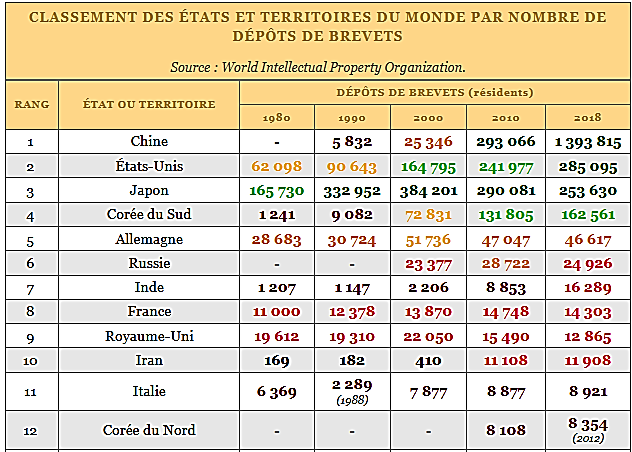 CLASSEMENT DES ÉTATS ET TERRITOIRES DU MONDE PAR NOMBRE DE
DÉPÔTS DE BREVETS
Source : World Intellectual Property Organization.
RANG ÉTAT OU TERRITOIRE DÉPÔTS DE BREVETS (résidents)
1980 1990 2000 2010 2018
1 Chine - 5 832 25 346 293 066 1 393 815
2 États-Unis 62 098 90 643 164 795 241 977 285 095
3 Japon 165 730 332 952 384 201 290 081 253 630
4 Corée du Sud 1 241 9 082 72 831 131 805 162 561
5 Allemagne 28 683 30 724 51 736 47 047 46 617
6 Russie - - 23 377 28 722 24 926
7 Inde 1 207 1 147 2 206 8 853 16 289
8 France 11 000 12 378 13 870 14 748 14 303
9 Royaume-Uni 19 612 19 310 22 050 15 490 12 865
10 Iran 169 182 410 11 108 11 908
11 Italie 6 369 2 289 7 877 8 877 8 921
(1988)
12 Corée du Nord - - - 8 108 8 354
(2012)